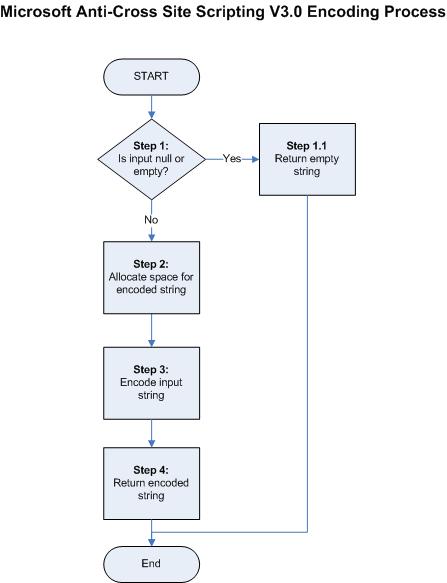 Microsoft Anti-Cross Site Scripting V3.0 Encoding Process
START
Step 1:
Is input null or
empty?
Yes
Step 1.1
Return empty
string
No
Step 2:
Allocate space for
encoded string
Step 3:
Encode input
string
Step 4:
Return encoded
string
End